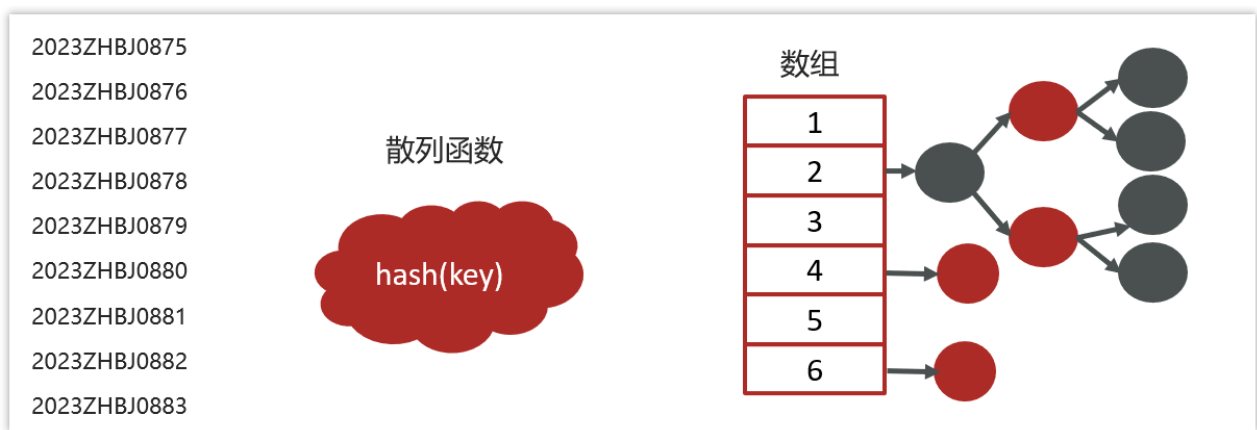 2023ZHBJ0875
2023ZHBJ0876
2023ZHBJ0877
2023ZHBJ0878
2023ZHBJ0879
2023ZHBJ0880
2023ZHBJ0881
2023ZHBJ0882
2023ZHBJ0883
散列函数
hash(key)
数组
1
2
3
4
5
6